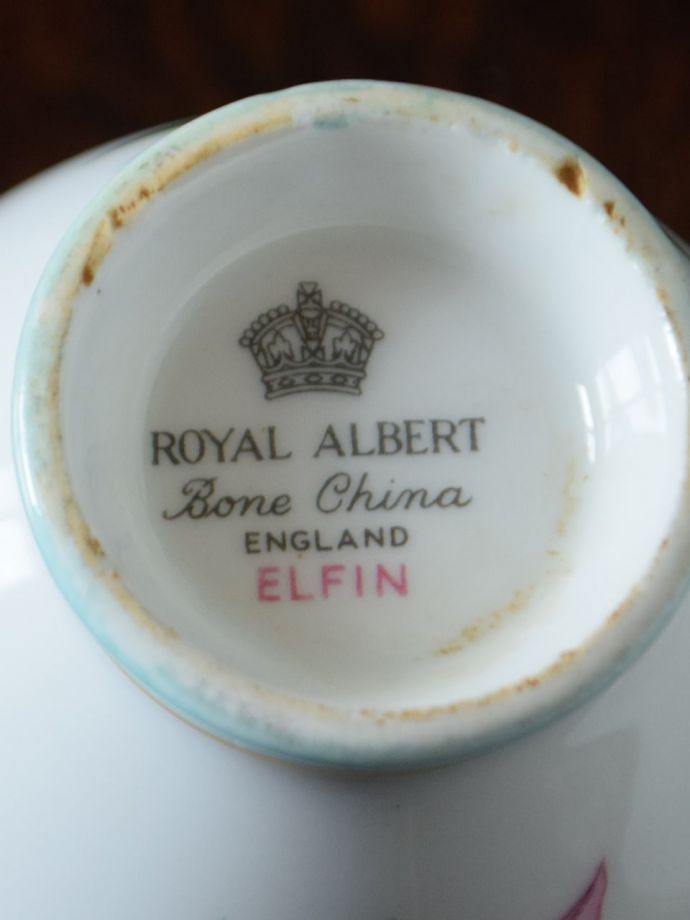 ROYAL ALBERT
Bone China
ENGLAND
ELFIN